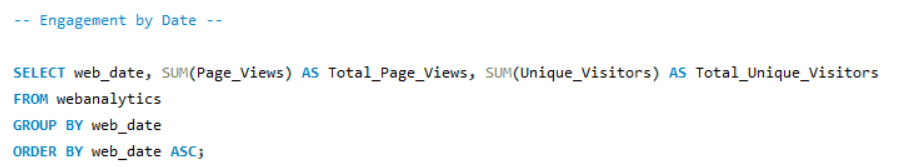 -- Engagement by Date --
SELECT web_date, SUM(Page_Views) AS Total_Page_Views, SUM(Unique_Visitors) AS Total_Unique_Visitors
FROM webanalytics
GROUP BY web_date
ORDER BY web_date ASC;